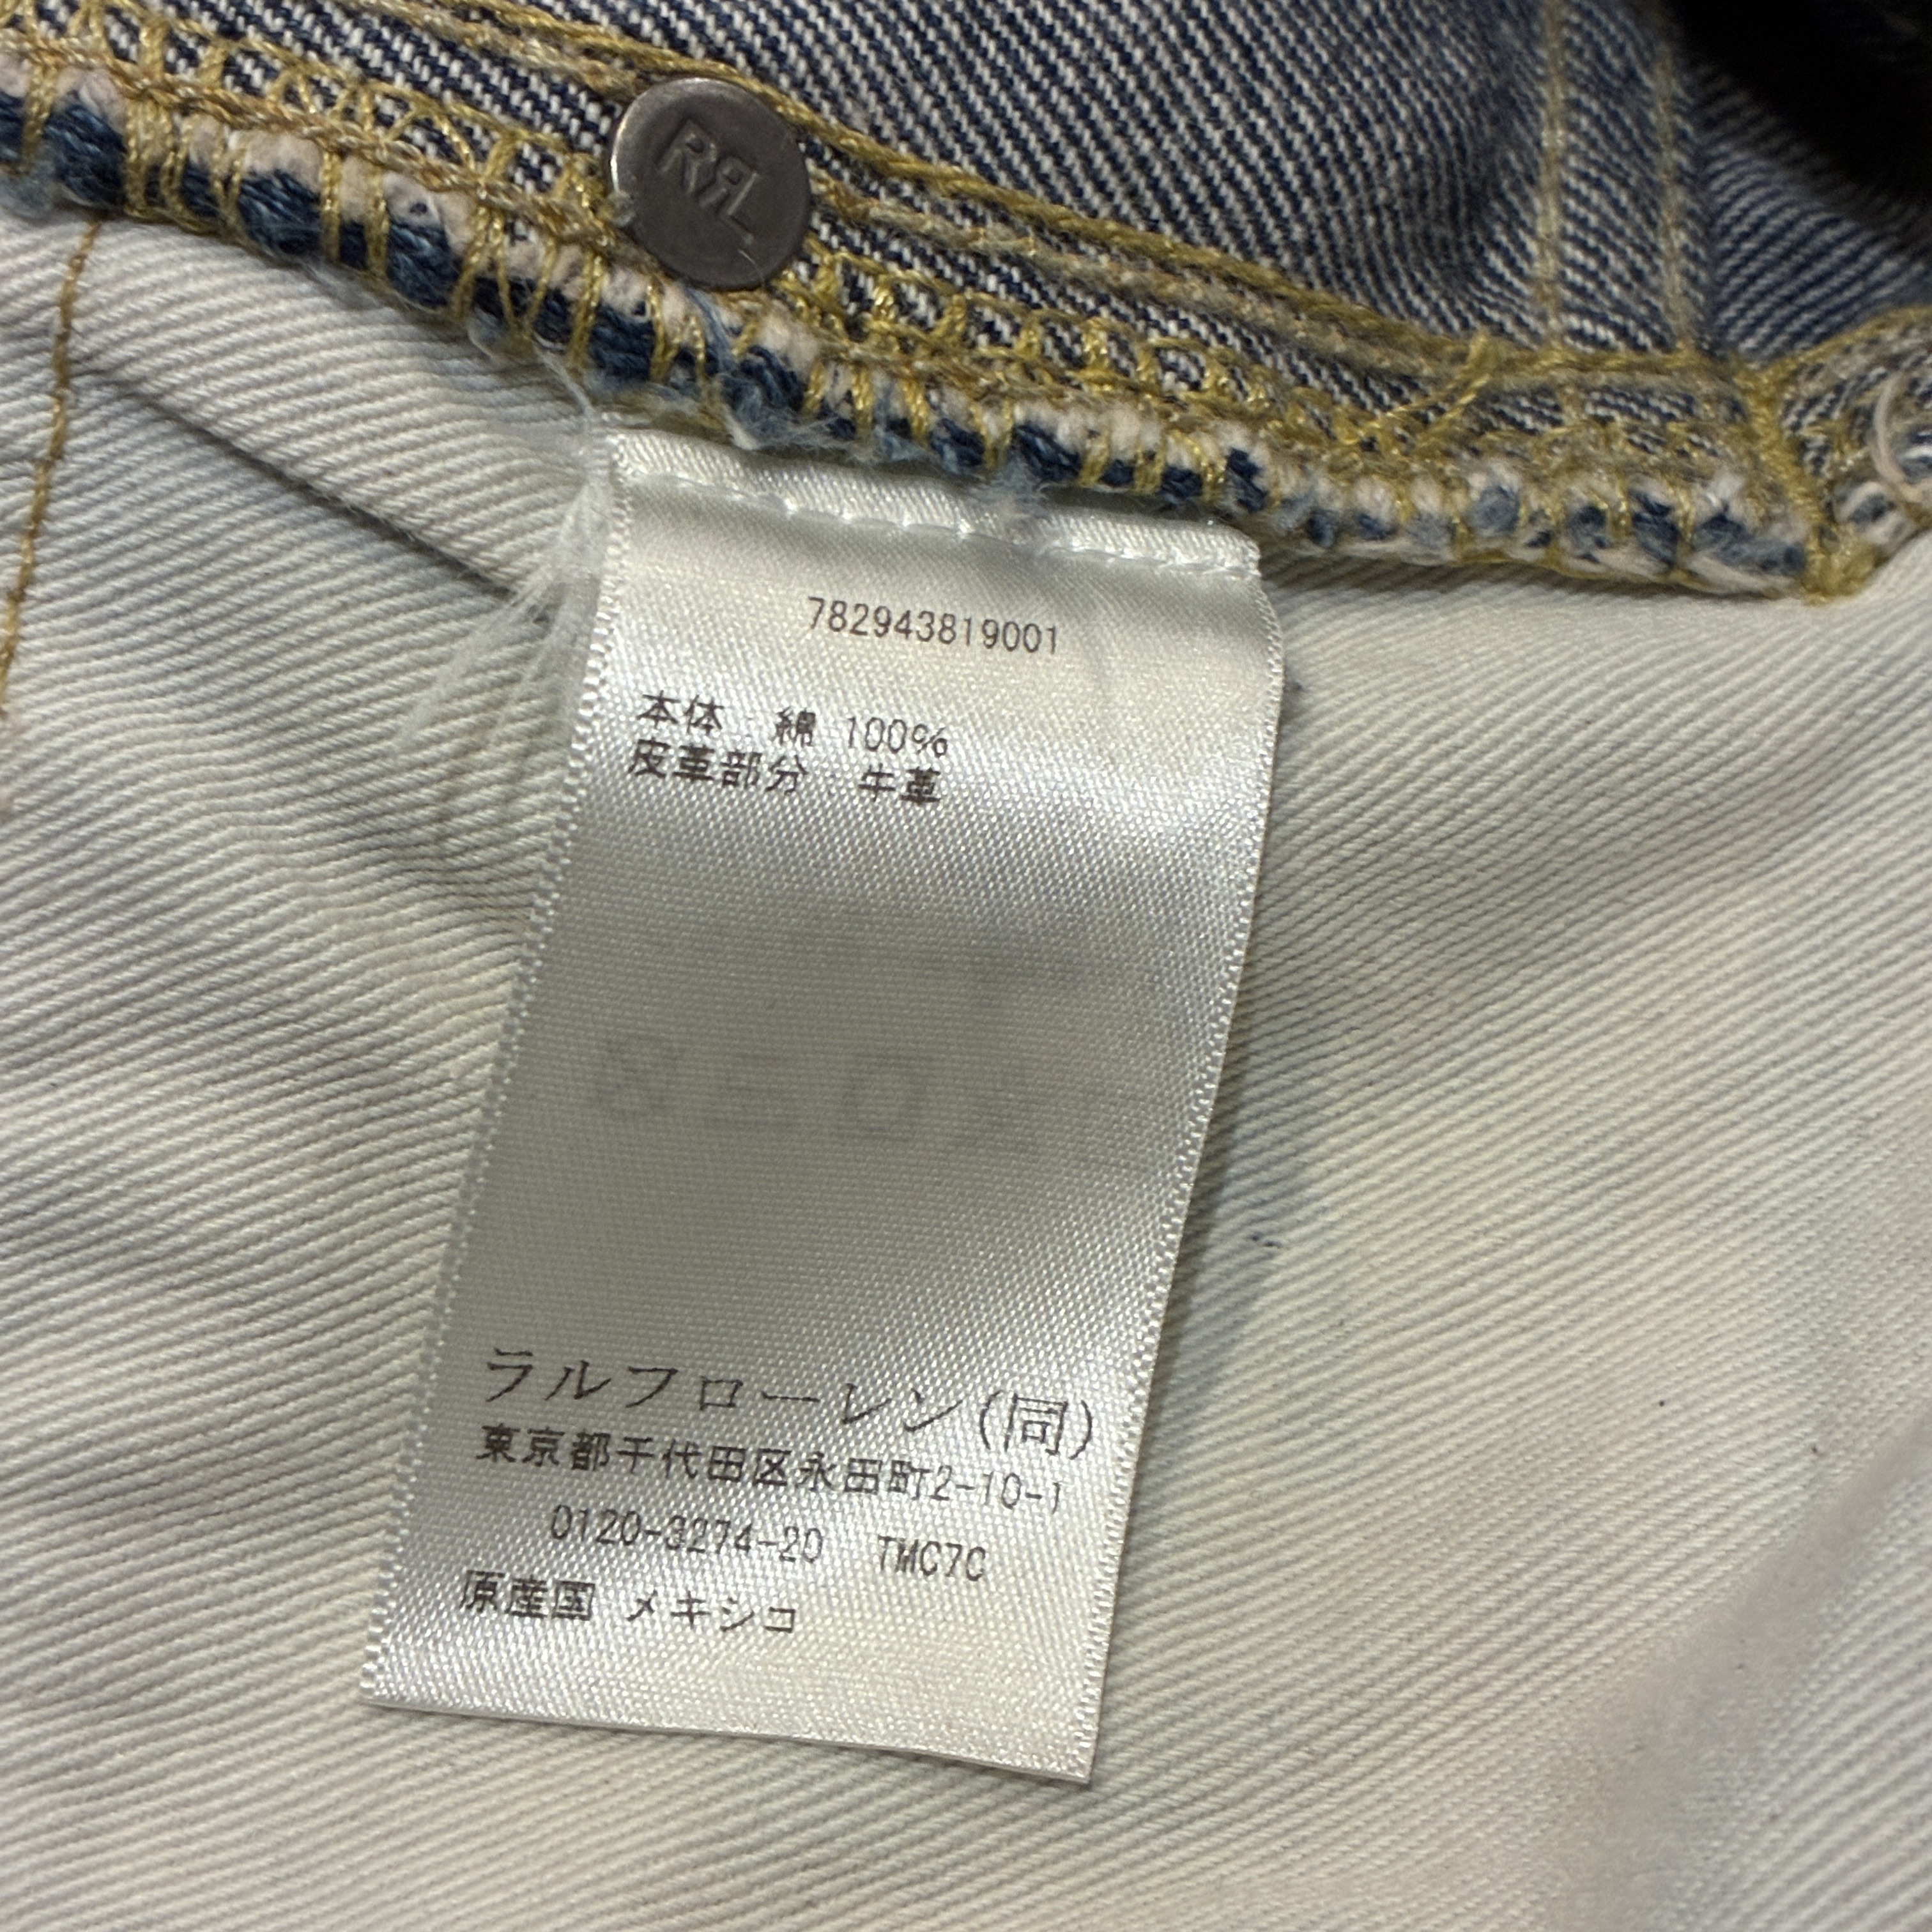 RRL
782943819001
本体 : 綿 100%
皮革部分 : 牛革
ラルフローレン(同)
東京都千代田区永田町2-10-1
0120-3274-20 TMC7C
原産国 メキシコ